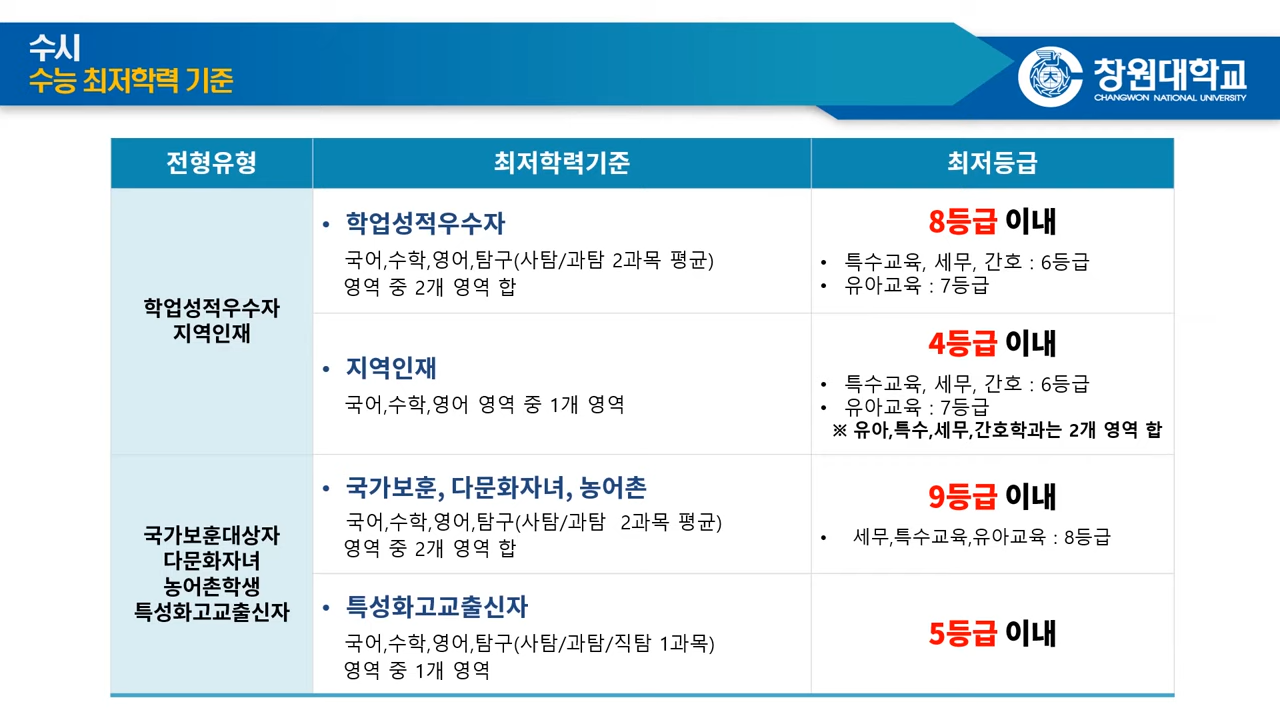 수시
수능 최저학력 기준
창원대학교
CHANGWON NATIONAL UNIVERSITY
전형유형
최저학력기준
최저등급
학업성적우수자
지역인재
• 학업성적우수자
국어,수학,영어,탐구(사탐/과탐 2과목 평균)
영역 중 2개 영역 합
8등급 이내
• 특수교육, 세무, 간호 : 6등급
• 유아교육 : 7등급
• 지역인재
국어,수학,영어 영역 중 1개 영역
4등급 이내
• 특수교육, 세무, 간호 : 6등급
• 유아교육 : 7등급
※ 유아,특수,세무,간호학과는 2개 영역 합
국가보훈대상자
다문화자녀
농어촌학생
특성화고교출신자
• 국가보훈, 다문화자녀, 농어촌
국어,수학,영어,탐구(사탐/과탐 2과목 평균)
영역 중 2개 영역 합
9등급 이내
• 세무,특수교육,유아교육 : 8등급
• 특성화고교출신자
국어,수학,영어,탐구(사탐/과탐/직탐 1과목)
영역 중 1개 영역
5등급 이내